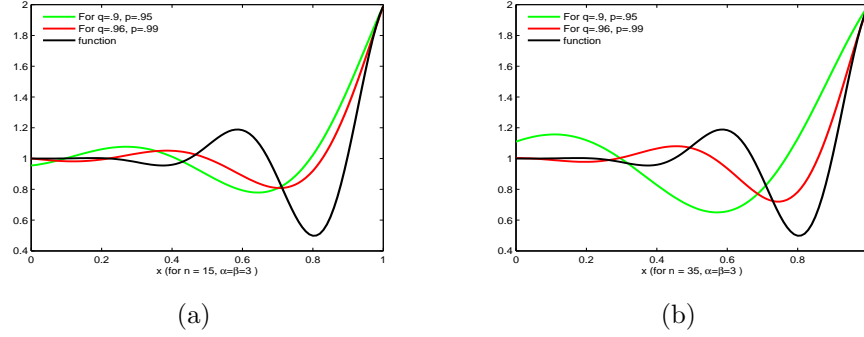 2
1.8
1.6
1.4
1.2
1
0.8
0.6
0.4
For q=.9, p=.95
For q=.96, p=.99
function
0 0.2 0.4 0.6 0.8 1
x (for n = 15, α=β=3 )
(a)
2
1.8
1.6
1.4
1.2
1
0.8
0.6
0.4
For q=.9, p=.95
For q=.96, p=.99
function
0 0.2 0.4 0.6 0.8
x (for n = 35, α=β=3 )
(b)